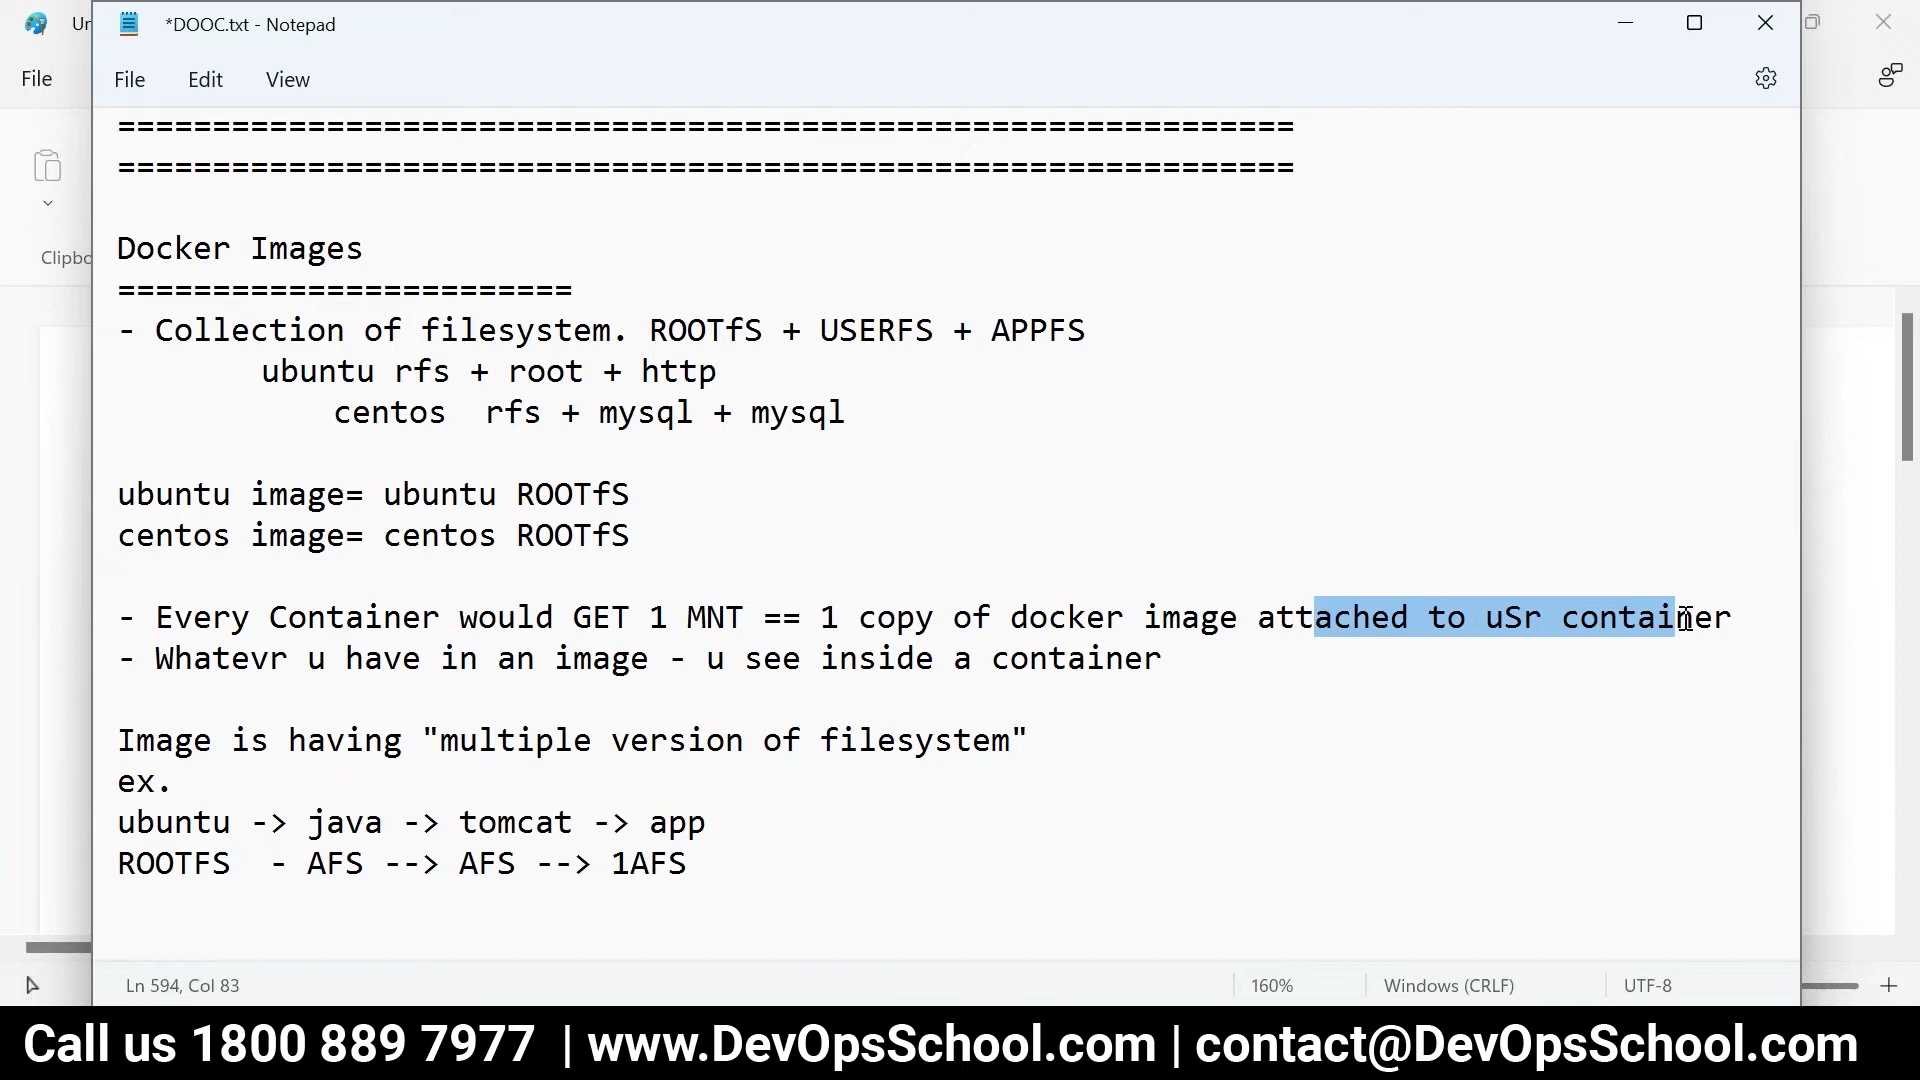 Ur
*DOOC.txt - Notepad
File
File
Edit
View
==============================================================
==============================================================
Docker Images
========================
- Collection of filesystem. ROOTfS + USERFS + APPFS
ubuntu rfs + root + http
centos rfs + mysql + mysql
ubuntu image= ubuntu ROOTfS
centos image= centos ROOTfS
- Every Container would GET 1 MNT == 1 copy of docker image attached to uSr container
- Whatevr u have in an image - u see inside a container
Image is having "multiple version of filesystem"
ex.
ubuntu -> java -> tomcat -> app
ROOTFS - AFS --> AFS --> 1AFS
Clipbo
Ln 594, Col 83
160%
Windows (CRLF)
UTF-8
Call us 1800 889 7977 | www.DevOpsSchool.com | contact@DevOpsSchool.com